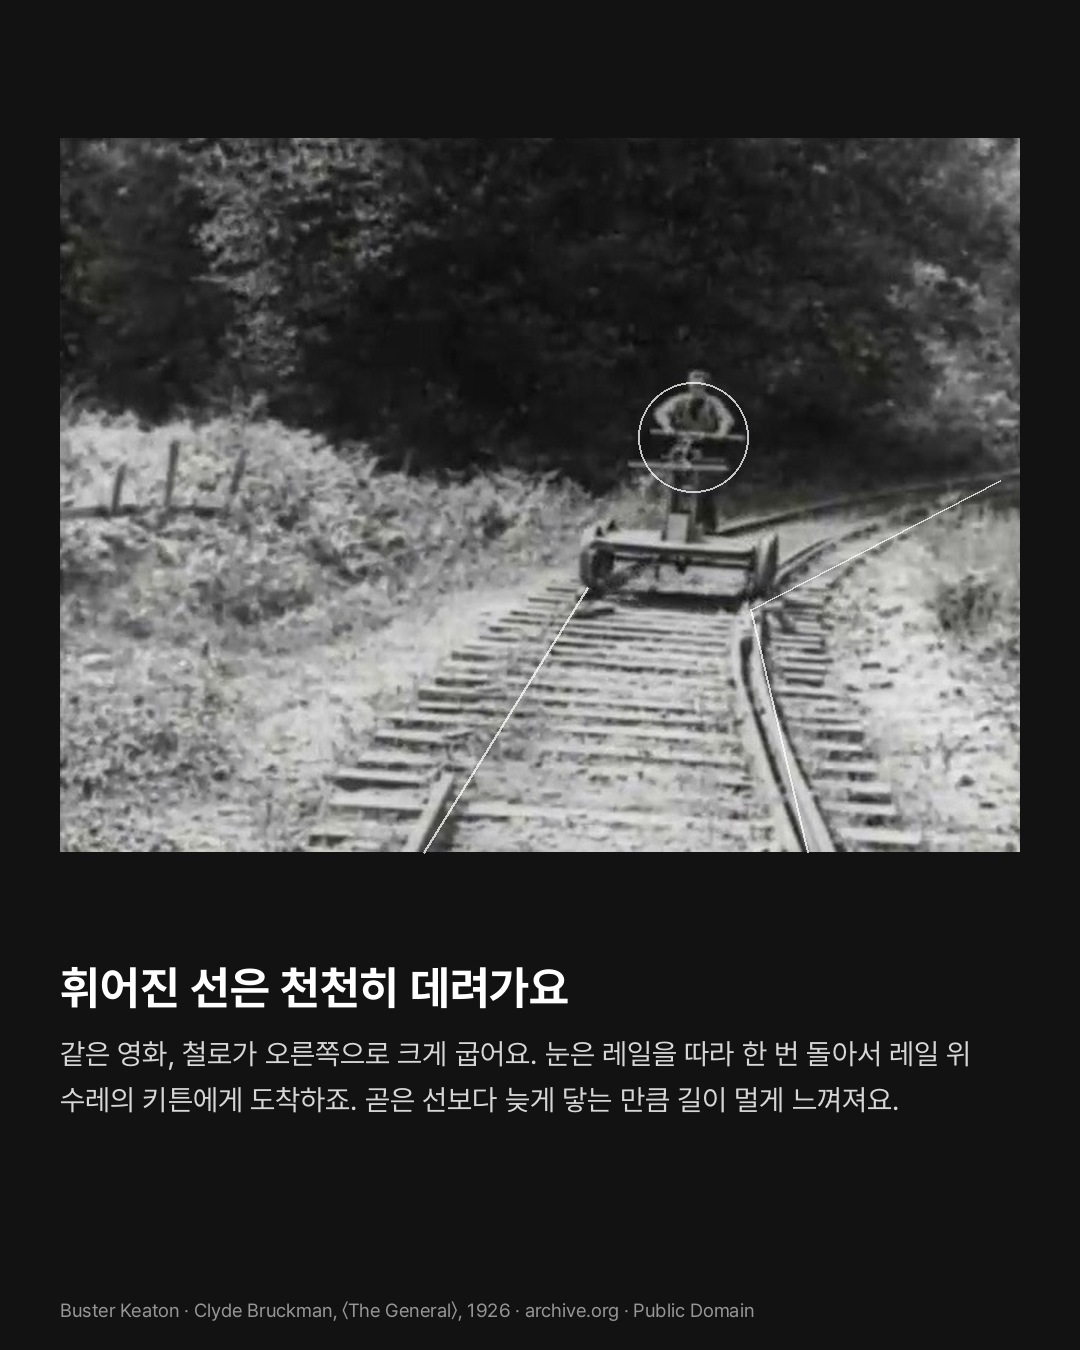 휘어진 선은 천천히 데려가요
같은 영화, 철로가 오른쪽으로 크게 굽어요. 눈은 레일을 따라 한 번 돌아서 레일 위
수레의 키튼에게 도착하죠. 곧은 선보다 늦게 닿는 만큼 길이 멀게 느껴져요.
Buster Keaton · Clyde Bruckman, ⟨The General⟩, 1926 · archive.org · Public Domain